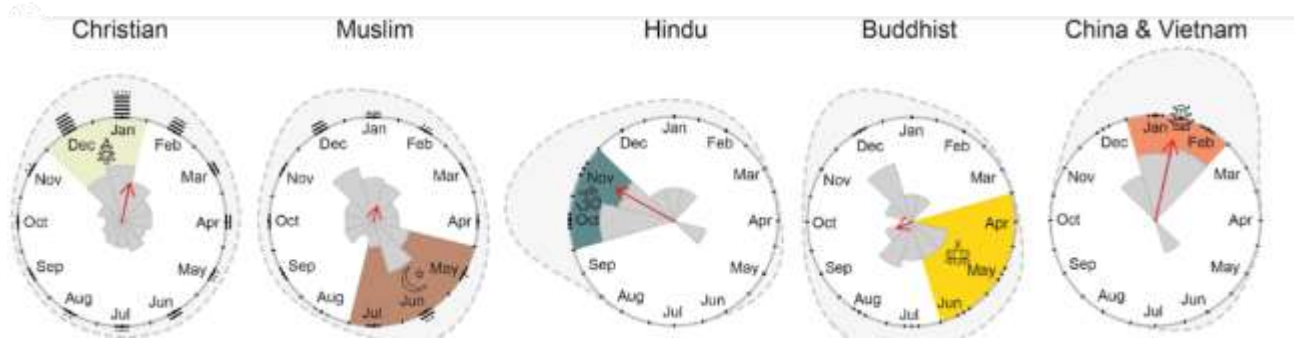 Christian
Jan
Feb
Mar
Apr
May
Jun
Jul
Aug
Sep
Oct
Nov
Dec
Muslim
Jan
Feb
Mar
Apr
May
Jun
Jul
Aug
Sep
Oct
Nov
Dec
Hindu
Jan
Feb
Mar
Apr
May
Jun
Jul
Aug
Sep
Oct
Nov
Dec
Buddhist
Jan
Feb
Mar
Apr
May
Jun
Jul
Aug
Sep
Oct
Nov
Dec
China & Vietnam
Jan
Feb
Mar
Apr
May
Jun
Jul
Aug
Sep
Oct
Nov
Dec